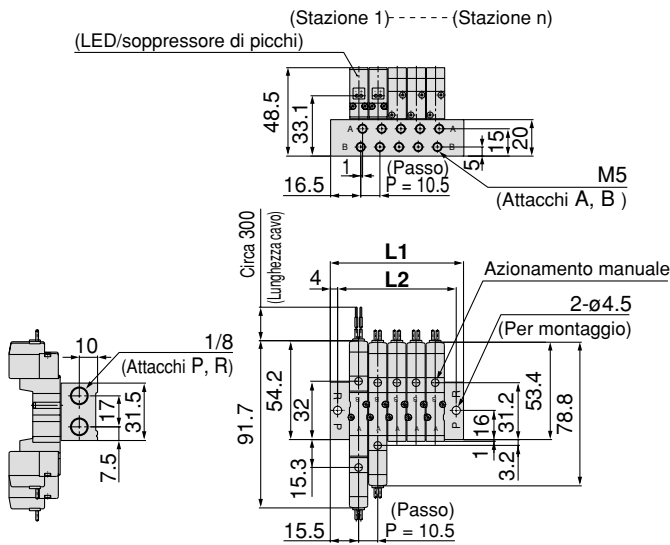 (Stazione 1) (Stazione n)
(LED/soppressore di picchi)
48.5
33.1
A A
B B
15
20
5
1
(Passo)
16.5
P = 10.5
M5
(Attacchi A, B )
Circa 300
(Lunghezza cavo)
L1
4
L2
Azionamento manuale
2-ø4.5
(Per montaggio)
10
1/8
(Attacchi P, R)
17
31.5
7.5
91.7
54.2
32
15.3
R R
P P
B
A A A A A
16
1
31.2
3.2
53.4
78.8
(Passo)
15.5
P = 10.5